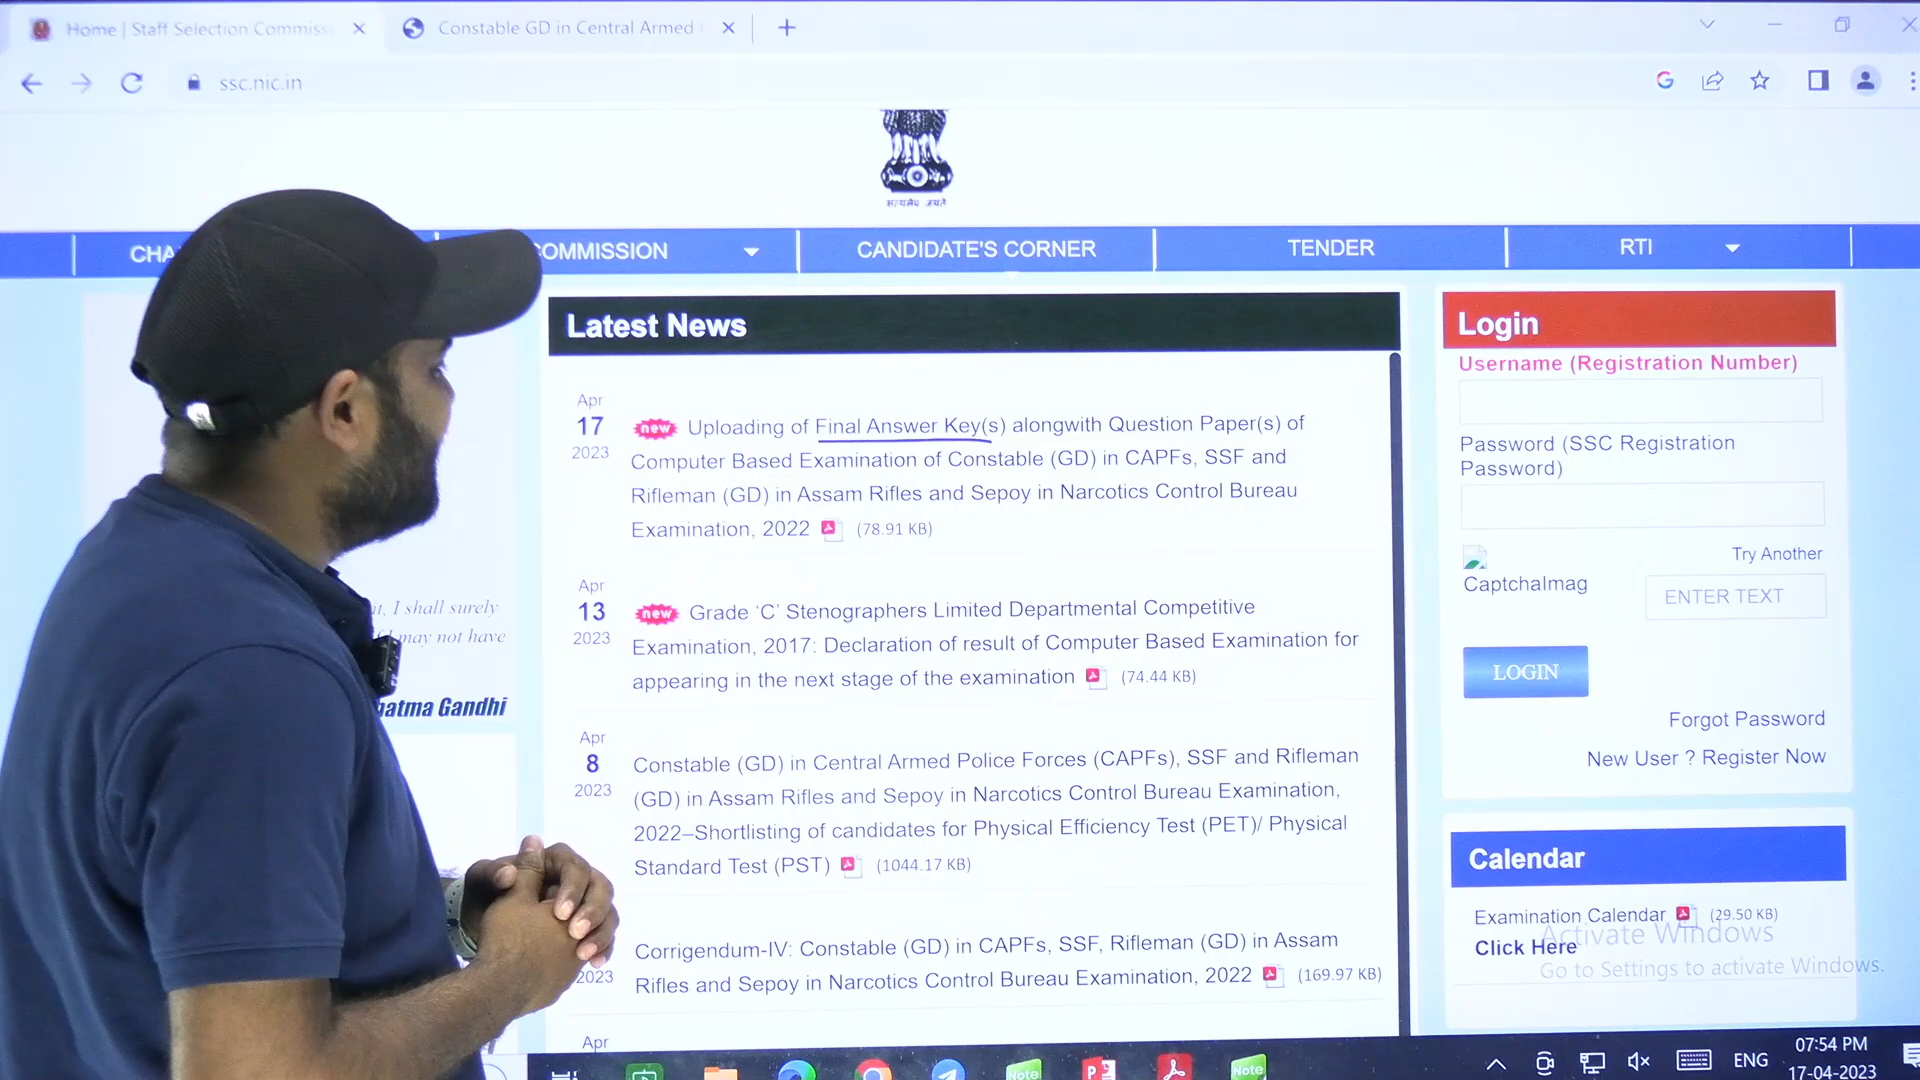 Home | Staff Selection Commiss
Constable GD in Central Armed
ssc.nic.in
सत्यमेव जयते
CHA
OMMISSION
CANDIDATE'S CORNER
TENDER
RTI
Latest News
Apr
17
2023
new Uploading of Final Answer Key(s) alongwith Question Paper(s) of
Computer Based Examination of Constable (GD) in CAPFs, SSF and
Rifleman (GD) in Assam Rifles and Sepoy in Narcotics Control Bureau
Examination, 2022 (78.91 KB)
Apr
13
2023
new Grade ‘C’ Stenographers Limited Departmental Competitive
Examination, 2017: Declaration of result of Computer Based Examination for
appearing in the next stage of the examination (74.44 KB)
Apr
8
2023
Constable (GD) in Central Armed Police Forces (CAPFs), SSF and Rifleman
(GD) in Assam Rifles and Sepoy in Narcotics Control Bureau Examination,
2022–Shortlisting of candidates for Physical Efficiency Test (PET)/ Physical
Standard Test (PST) (1044.17 KB)
2023
Corrigendum-IV: Constable (GD) in CAPFs, SSF, Rifleman (GD) in Assam
Rifles and Sepoy in Narcotics Control Bureau Examination, 2022 (169.97 KB)
Apr
, I shall surely
I may not have
hatma Gandhi
Login
Username (Registration Number)
Password (SSC Registration
Password)
Try Another
CaptchaImag
ENTER TEXT
LOGIN
Forgot Password
New User ? Register Now
Calendar
Examination Calendar (29.50 KB)
Click Here
Activate Windows
Go to Settings to activate Windows.
Note
Note
ENG
07:54 PM
17-04-2023